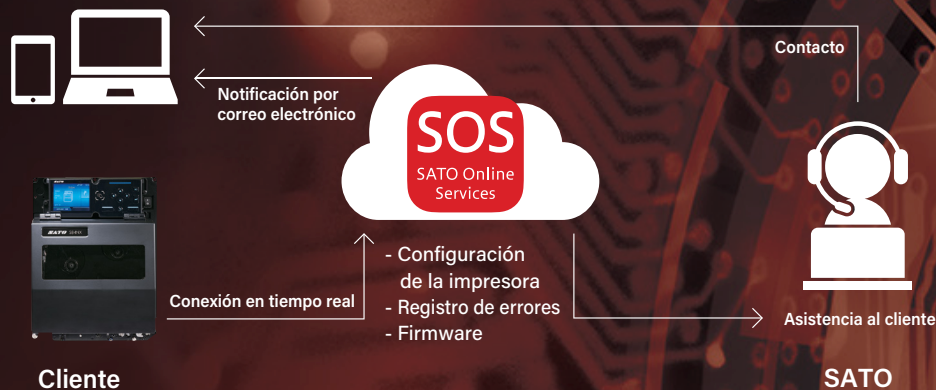 Contacto
Notificación por
correo electrónico
SOS
SATO Online
Services
SATO
- Configuración
de la impresora
- Registro de errores
- Firmware
Conexión en tiempo real
Asistencia al cliente
Cliente
SATO